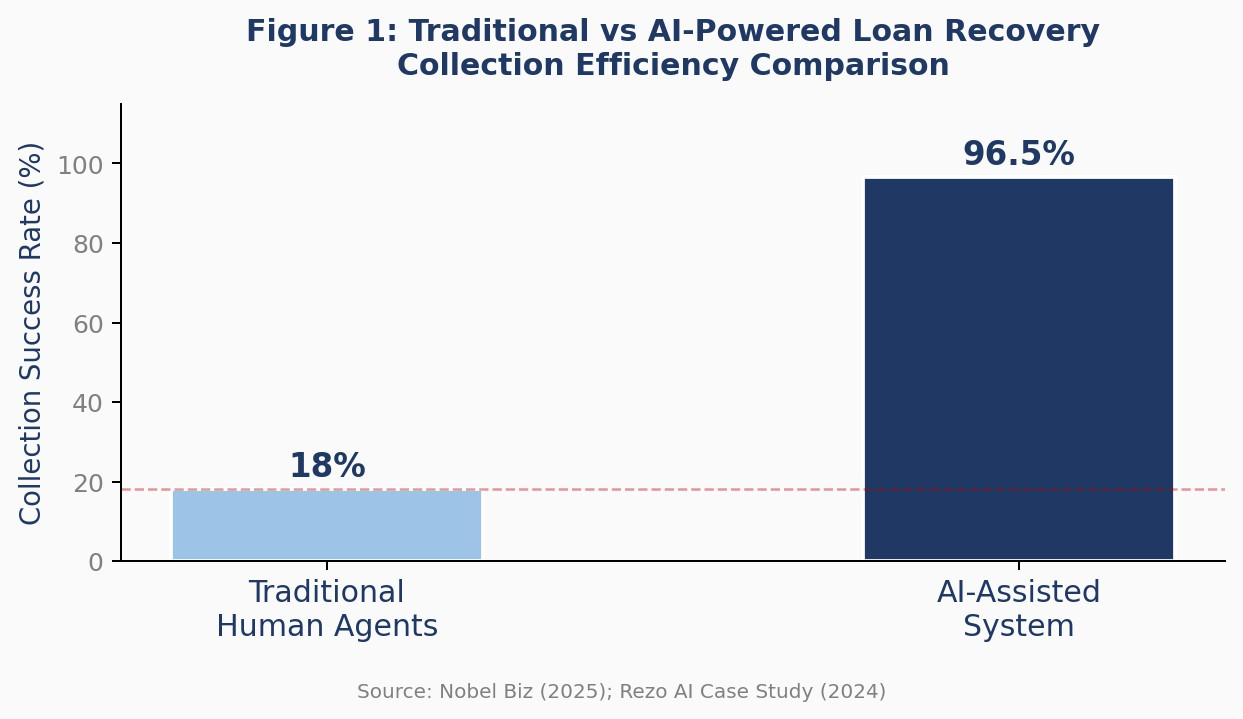 Figure 1: Traditional vs AI-Powered Loan Recovery
Collection Efficiency Comparison
Collection Success Rate (%)
100
80
60
40
20
0
18%
96.5%
Traditional
Human Agents
AI-Assisted
System
Source: Nobel Biz (2025); Rezo AI Case Study (2024)